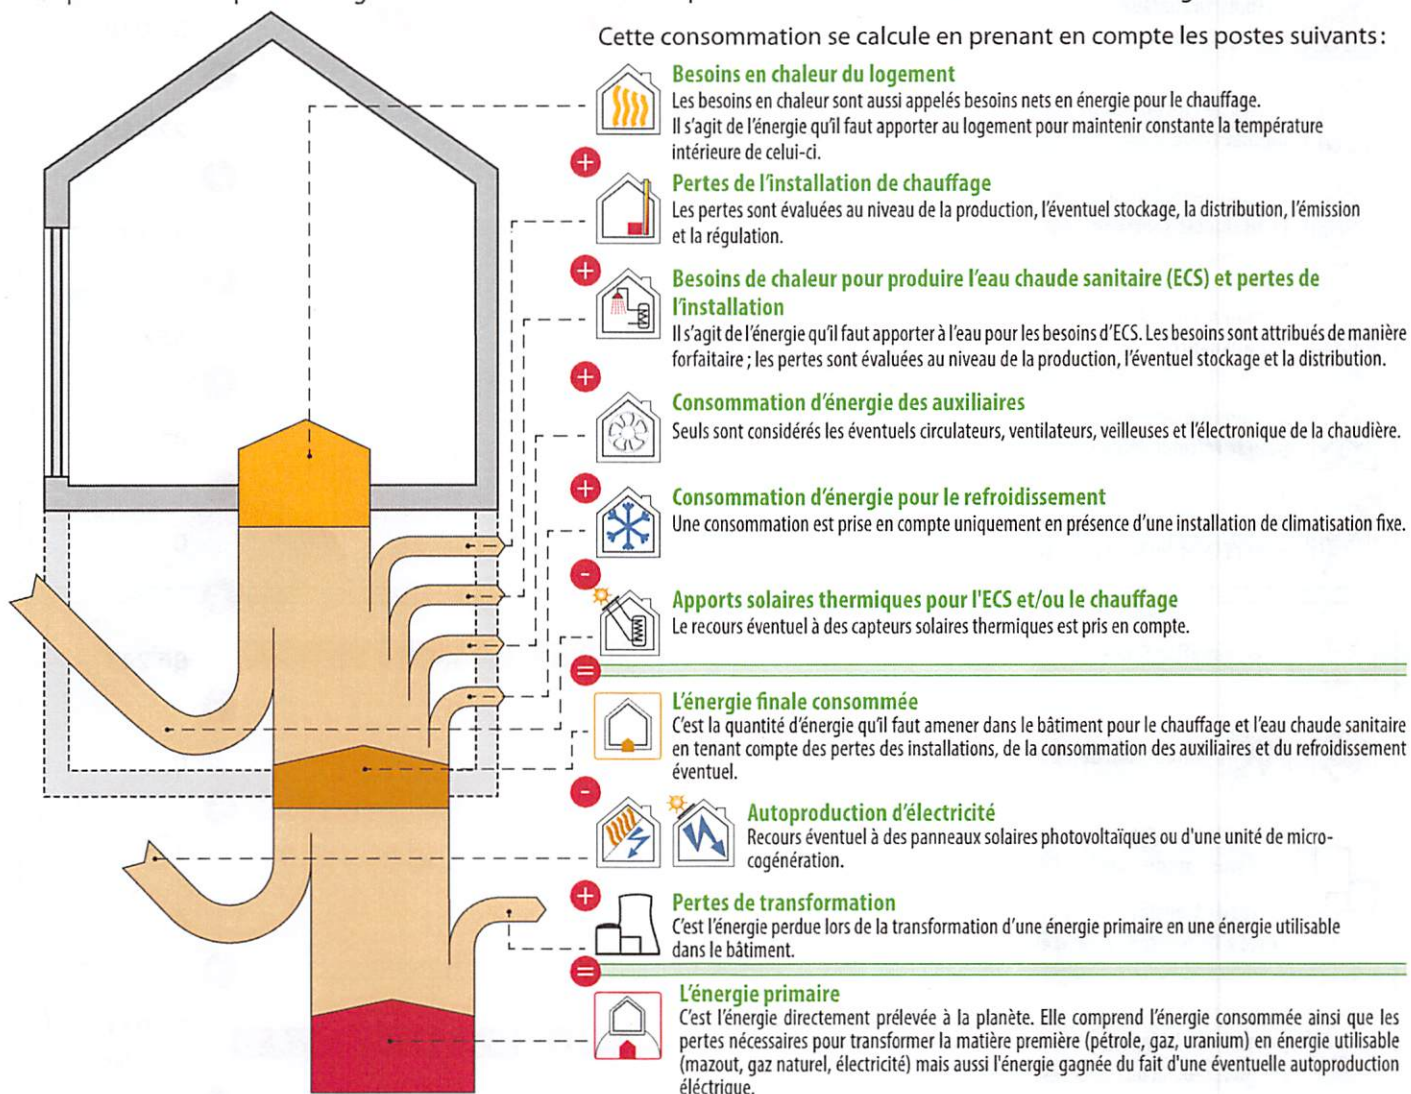 Cette consommation se calcule en prenant en compte les postes suivants :
Besoins en chaleur du logement
Les besoins en chaleur sont aussi appelés besoins nets en énergie pour le chauffage.
Il s'agit de l'énergie qu'il faut apporter au logement pour maintenir constante la température
intérieure de celui-ci.
+
Pertes de l'installation de chauffage
Les pertes sont évaluées au niveau de la production, l'éventuel stockage, la distribution, l'émission
et la régulation.
+
Besoins de chaleur pour produire l'eau chaude sanitaire (ECS) et pertes de
l'installation
Il s'agit de l'énergie qu'il faut apporter à l'eau pour les besoins d'ECS. Les besoins sont attribués de manière
forfaitaire ; les pertes sont évaluées au niveau de la production, l'éventuel stockage et la distribution.
+
Consommation d'énergie des auxiliaires
Seuls sont considérés les éventuels circulateurs, ventilateurs, veilleuses et l'électronique de la chaudière.
+
Consommation d'énergie pour le refroidissement
Une consommation est prise en compte uniquement en présence d'une installation de climatisation fixe.
-
Apports solaires thermiques pour l'ECS et/ou le chauffage
Le recours éventuel à des capteurs solaires thermiques est pris en compte.
=
L'énergie finale consommée
C'est la quantité d'énergie qu'il faut amener dans le bâtiment pour le chauffage et l'eau chaude sanitaire
en tenant compte des pertes des installations, de la consommation des auxiliaires et du refroidissement
éventuel.
-
Autoproduction d'électricité
Recours éventuel à des panneaux solaires photovoltaïques ou d'une unité de micro-
cogénération.
+
Pertes de transformation
C'est l'énergie perdue lors de la transformation d'une énergie primaire en une énergie utilisable
dans le bâtiment.
=
L'énergie primaire
C'est l'énergie directement prélevée à la planète. Elle comprend l'énergie consommée ainsi que les
pertes nécessaires pour transformer la matière première (pétrole, gaz, uranium) en énergie utilisable
(mazout, gaz naturel, électricité) mais aussi l'énergie gagnée du fait d'une éventuelle autoproduction
éléctrique.